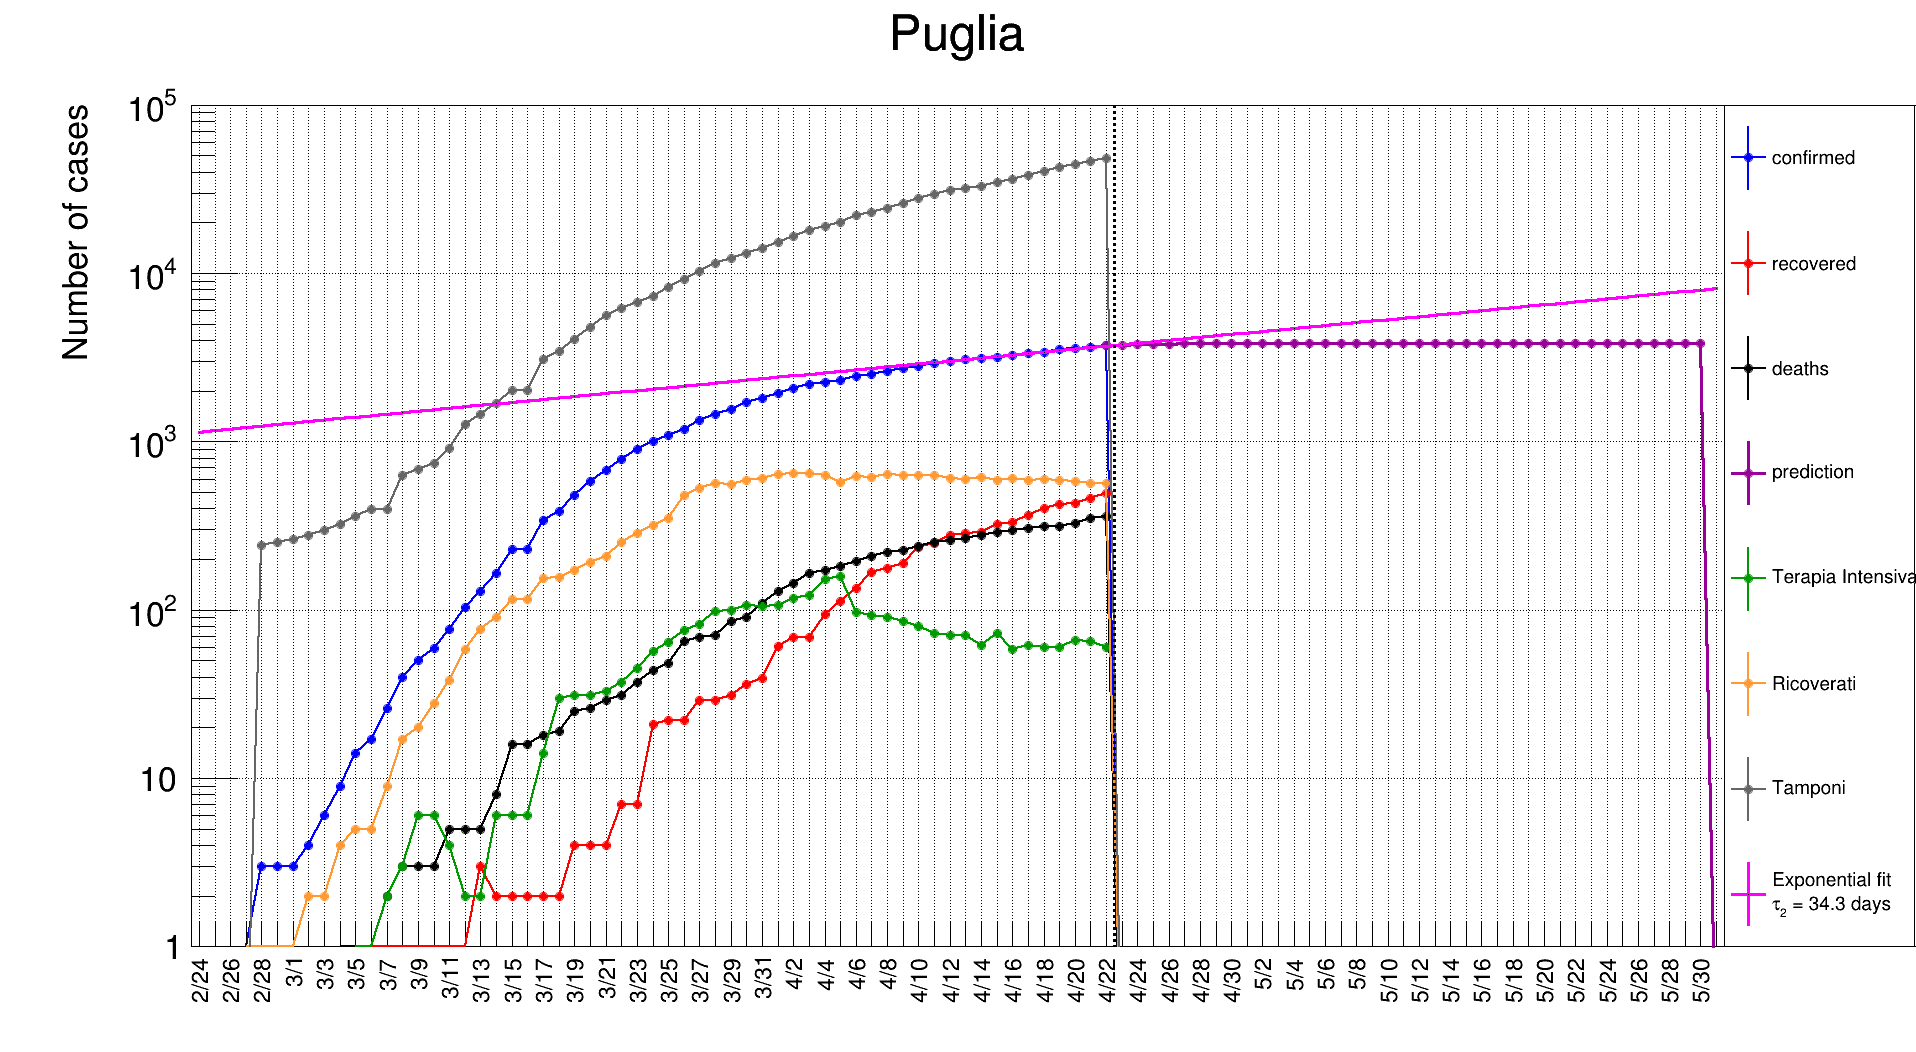 Puglia
Number of cases
10^5
10^4
10^3
10^2
10
1
2/24 2/26 2/28 3/1 3/3 3/5 3/7 3/9 3/11 3/13 3/15 3/17 3/19 3/21 3/23 3/25 3/27 3/29 3/31 4/2 4/4 4/6 4/8 4/10 4/12 4/14 4/16 4/18 4/20 4/22 4/24 4/26 4/28 4/30 5/2 5/4 5/6 5/8 5/10 5/12 5/14 5/16 5/18 5/20 5/22 5/24 5/26 5/28 5/30
confirmed
recovered
deaths
prediction
Terapia Intensiva
Ricoverati
Tamponi
Exponential fit
τ₂ = 34.3 days